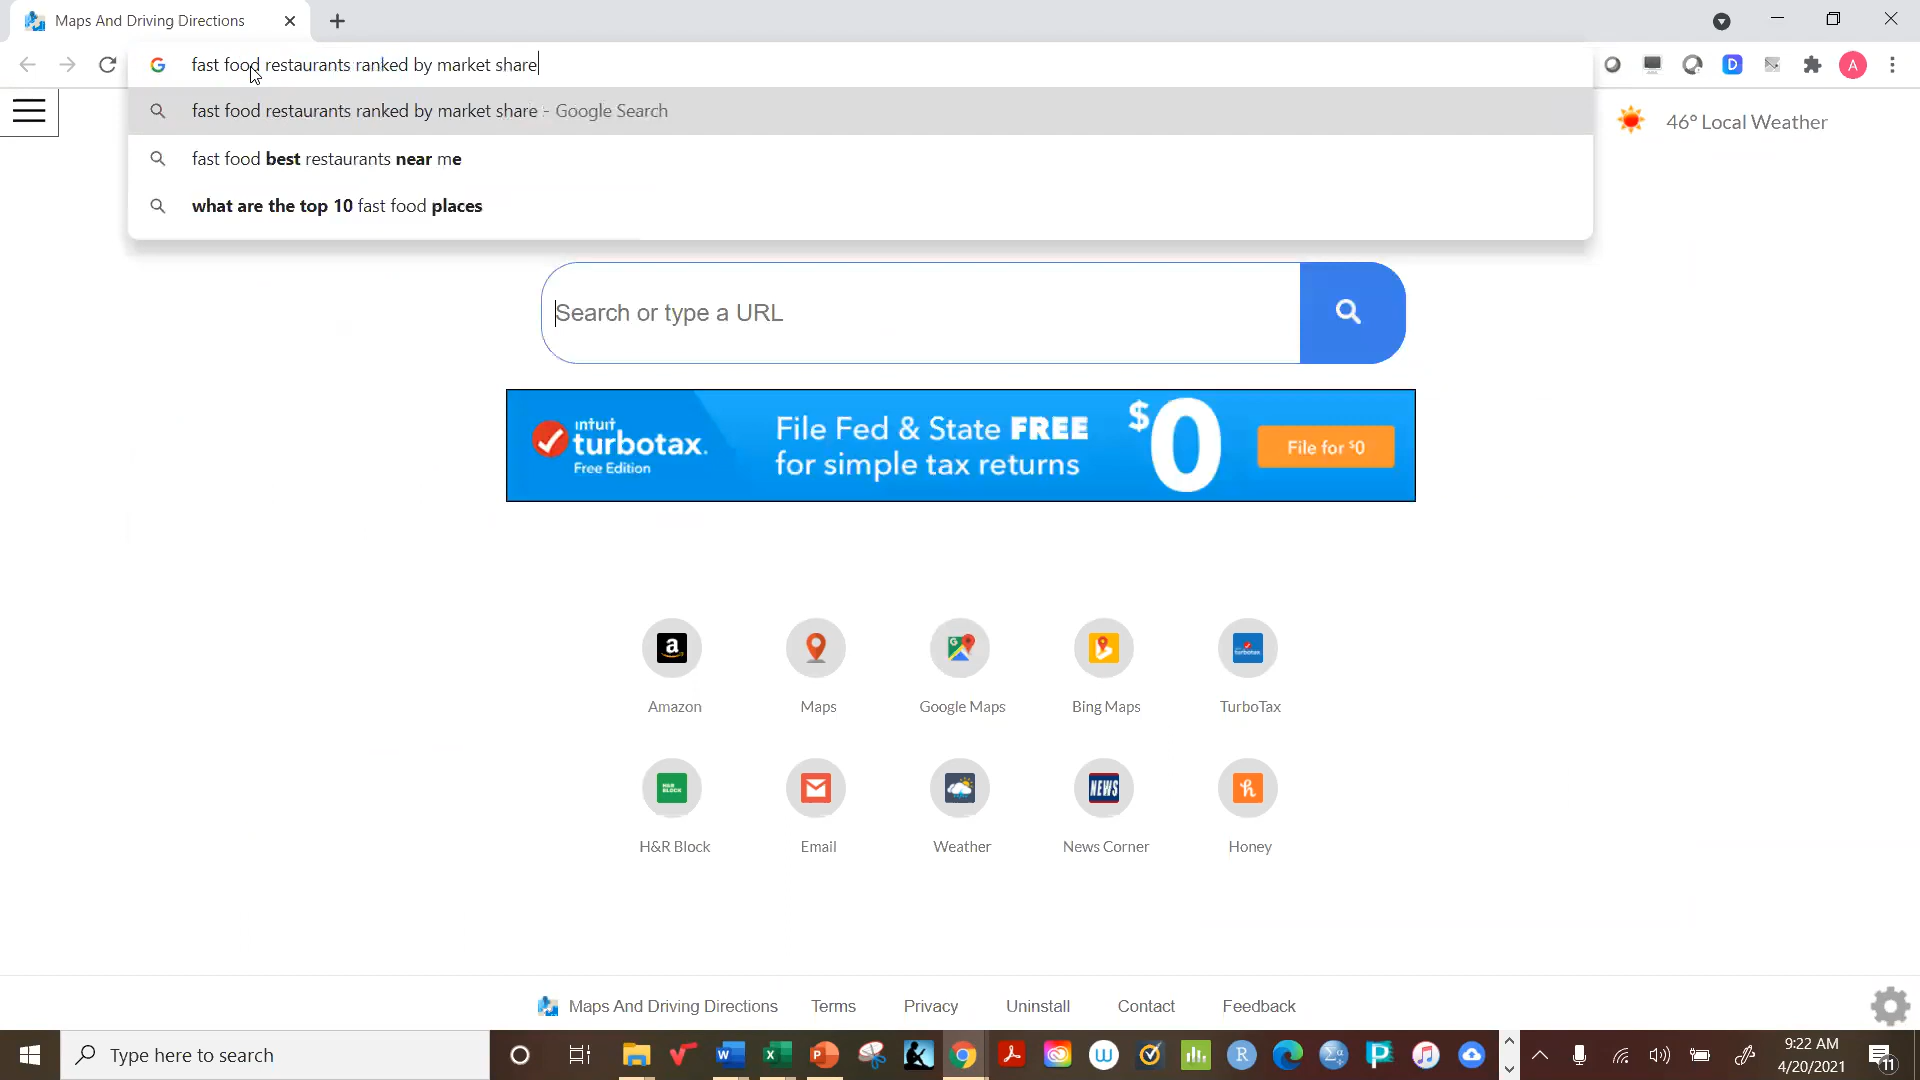 Maps And Driving Directions
fast food restaurants ranked by market share
fast food restaurants ranked by market share - Google Search
fast food best restaurants near me
what are the top 10 fast food places
D
A
46° Local Weather
Search or type a URL
intuit
turbotax.
Free Edition
File Fed & State FREE
for simple tax returns
$0
File for $0
Amazon
Maps
Google Maps
Bing Maps
TurboTax
H&R Block
Email
Weather
NEWS
News Corner
Honey
Maps And Driving Directions
Terms
Privacy
Uninstall
Contact
Feedback
Type here to search
9:22 AM
4/20/2021
11